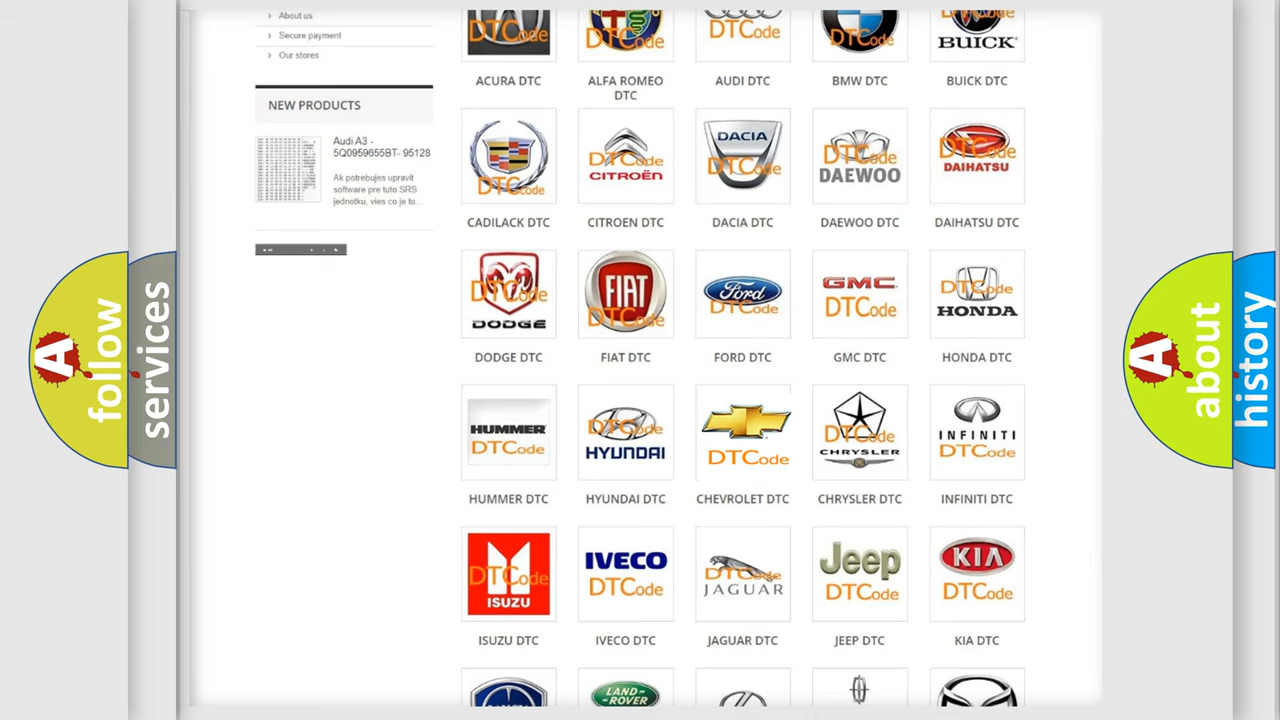 About us
Secure payment
Our stores
NEW PRODUCTS
Audi A3 -
5Q0959655BT- 95128
Ak potrebujes upravit
software pre tuto SRS
jednotku, vies co je to...
follow
services
about
history
A
A
DTCode
DTCode
DTCode
DTCode
BUICK
ACURA DTC
ALFA ROMEO
DTC
AUDI DTC
BMW DTC
BUICK DTC
DTCode
DTCode
CITROËN
DACIA
DTCode
DTCode
DAEWOO
DTCode
DAIHATSU
CADILACK DTC
CITROEN DTC
DACIA DTC
DAEWOO DTC
DAIHATSU DTC
DTCode
DODGE
FIAT
DTCode
Ford
DTCode
GMC
DTCode
DTCode
HONDA
DODGE DTC
FIAT DTC
FORD DTC
GMC DTC
HONDA DTC
HUMMER
DTCode
DTCode
HYUNDAI
DTCode
DTCode
CHRYSLER
INFINITI
DTCode
HUMMER DTC
HYUNDAI DTC
CHEVROLET DTC
CHRYSLER DTC
INFINITI DTC
DTCode
ISUZU
IVECO
DTCode
DTCode
JAGUAR
Jeep
DTCode
KIA
DTCode
ISUZU DTC
IVECO DTC
JAGUAR DTC
JEEP DTC
KIA DTC
LAND-
ROVER